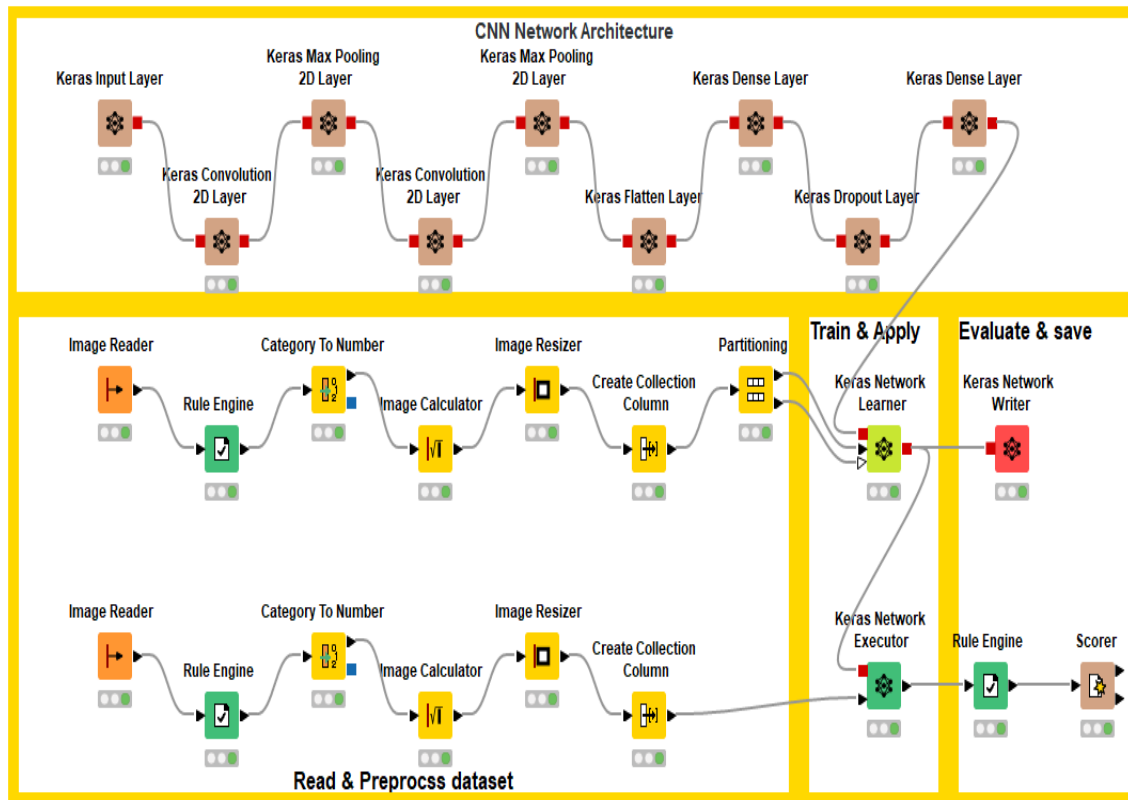 CNN Network Architecture
Keras Max Pooling
2D Layer
Keras Max Pooling
2D Layer
Keras Input Layer
Keras Dense Layer
Keras Dense Layer
Keras Convolution
2D Layer
Keras Convolution
2D Layer
Keras Flatten Layer
Keras Dropout Layer
Train & Apply
Evaluate & save
Image Reader
Category To Number
Image Resizer
Partitioning
Keras Network
Learner
Keras Network
Writer
Rule Engine
Image Calculator
Create Collection
Column
Image Reader
Category To Number
Image Resizer
Keras Network
Executor
Rule Engine
Scorer
Rule Engine
Image Calculator
Create Collection
Column
Read & Preprocss dataset